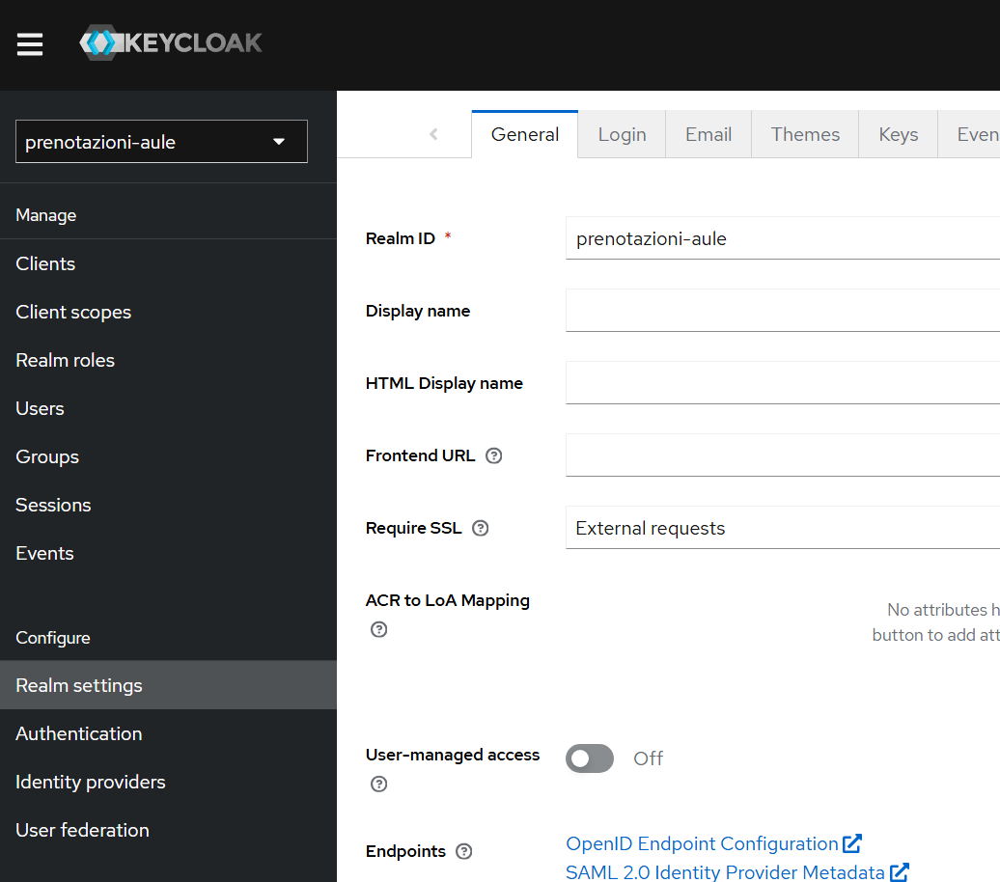 KEYCLOAK
prenotazioni-aule
Manage
Clients
Client scopes
Realm roles
Users
Groups
Sessions
Events
Configure
Realm settings
Authentication
Identity providers
User federation
General Login Email Themes Keys Even
Realm ID * prenotazioni-aule
Display name
HTML Display name
Frontend URL ?
Require SSL ? External requests
ACR to LoA Mapping
?
No attributes h
button to add att
User-managed access Off
?
Endpoints ? OpenID Endpoint Configuration
SAML 2.0 Identity Provider Metadata